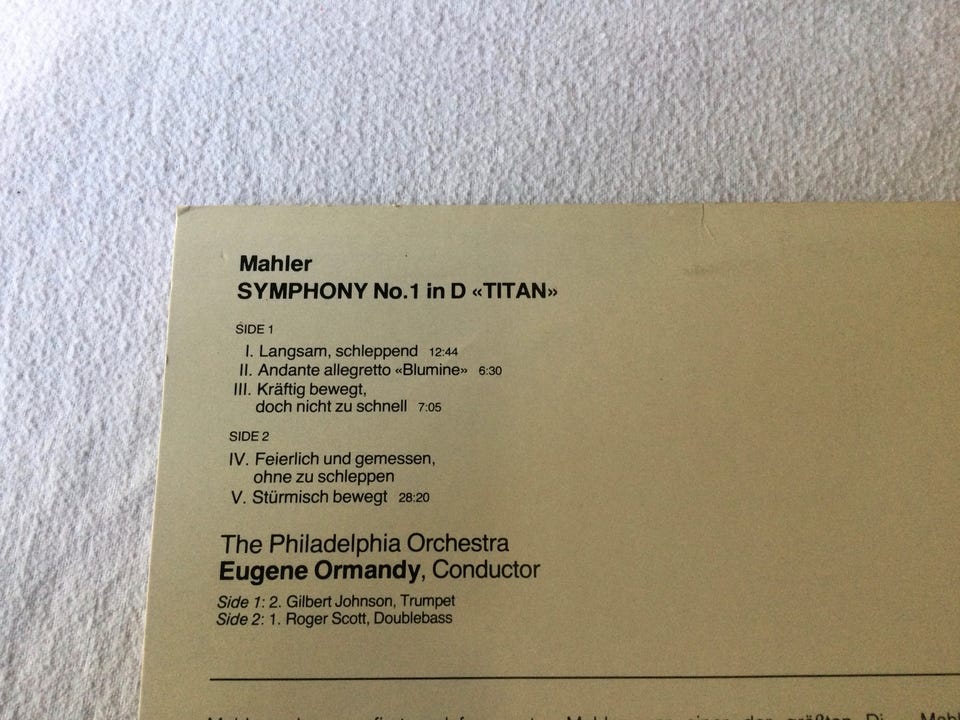 Mahler
SYMPHONY No.1 in D «TITAN»
SIDE 1
I. Langsam, schleppend 12:44
II. Andante allegretto «Blumine» 6:30
III. Kräftig bewegt,
doch nicht zu schnell 7:05
SIDE 2
IV. Feierlich und gemessen,
ohne zu schleppen
V. Stürmisch bewegt 28:20
The Philadelphia Orchestra
Eugene Ormandy, Conductor
Side 1: 2. Gilbert Johnson, Trumpet
Side 2: 1. Roger Scott, Doublebass